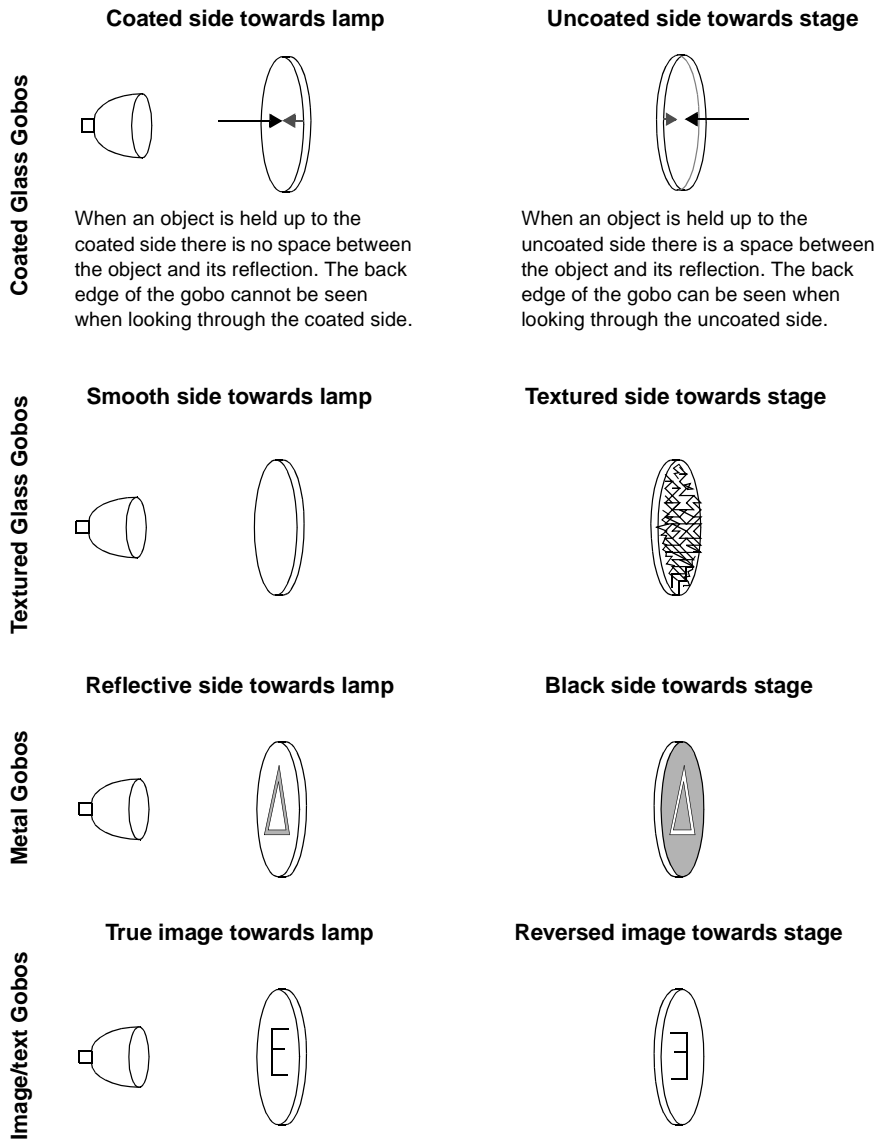 Coated side towards lamp
Uncoated side towards stage
Coated Glass Gobos
When an object is held up to the
coated side there is no space between
the object and its reflection. The back
edge of the gobo cannot be seen
when looking through the coated side.
When an object is held up to the
uncoated side there is a space between
the object and its reflection. The back
edge of the gobo can be seen when
looking through the uncoated side.
Textured Glass Gobos
Smooth side towards lamp
Textured side towards stage
Metal Gobos
Reflective side towards lamp
Black side towards stage
Image/text Gobos
True image towards lamp
Reversed image towards stage
E
E